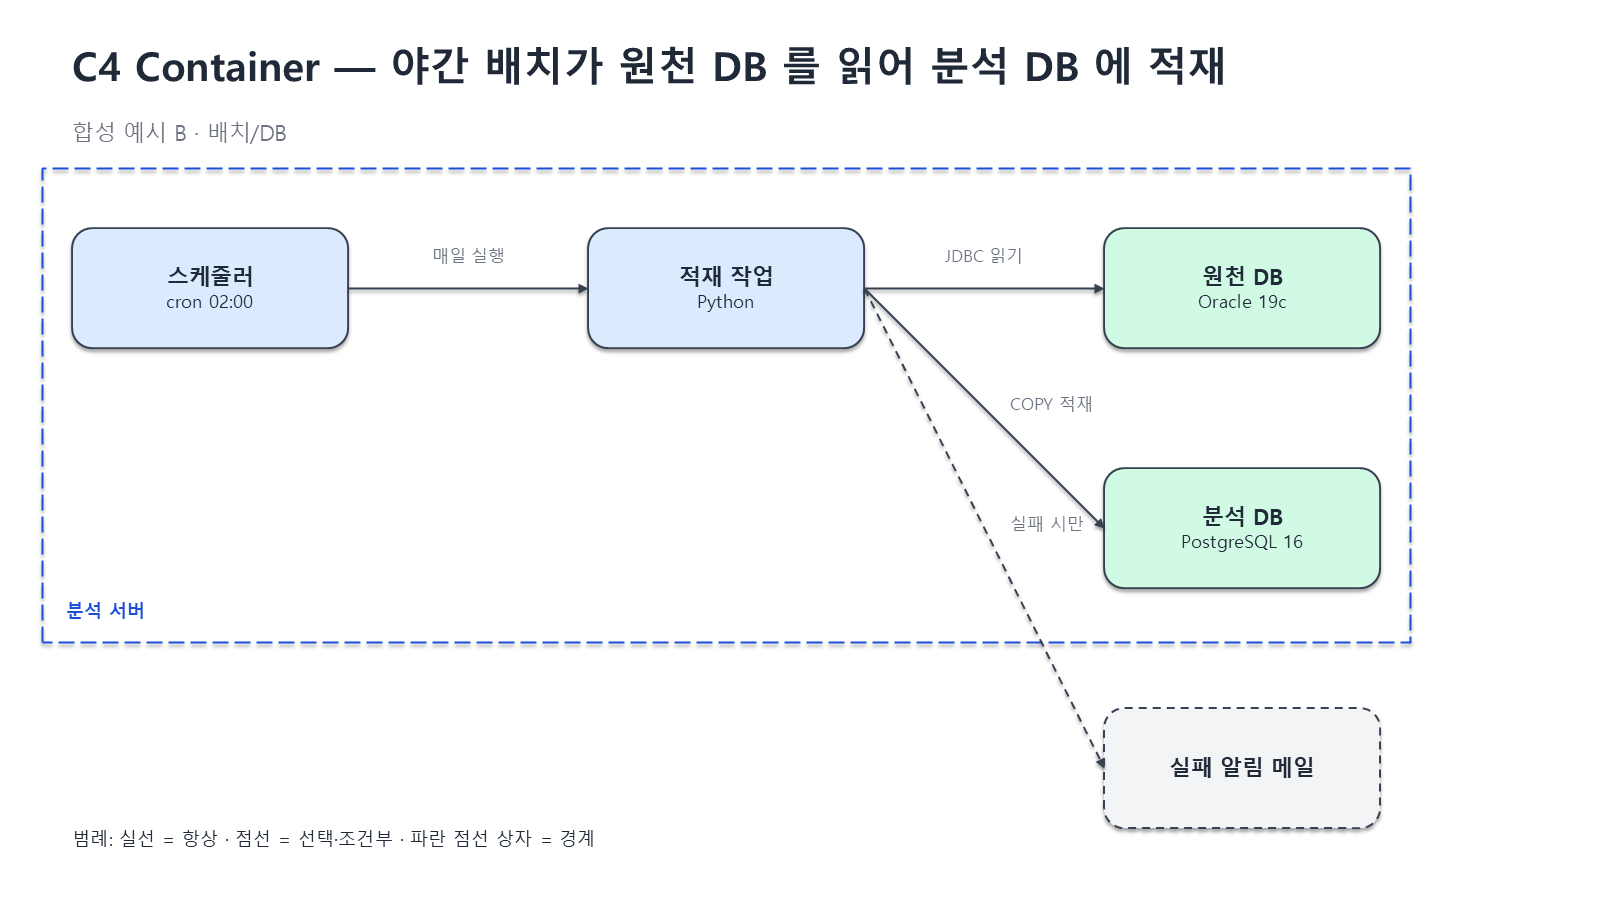 C4 Container — 야간 배치가 원천 DB 를 읽어 분석 DB 에 적재
합성 예시 B · 배치/DB
스케줄러
cron 02:00
매일 실행
적재 작업
Python
JDBC 읽기
원천 DB
Oracle 19c
COPY 적재
실패 시만
분석 DB
PostgreSQL 16
분석 서버
실패 알림 메일
범례: 실선 = 항상 · 점선 = 선택·조건부 · 파란 점선 상자 = 경계